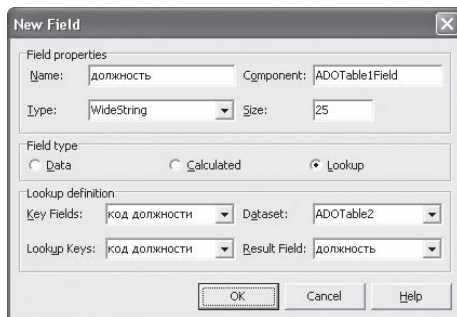 New Field
Field properties
Name: должность Component: ADOTable1Field
Type: WideString Size: 25
Field type
Data Calculated Lookup
Lookup definition
Key Fields: код должности Dataset: ADOTable2
Lookup Keys: код должности Result Field: должность
OK Cancel Help